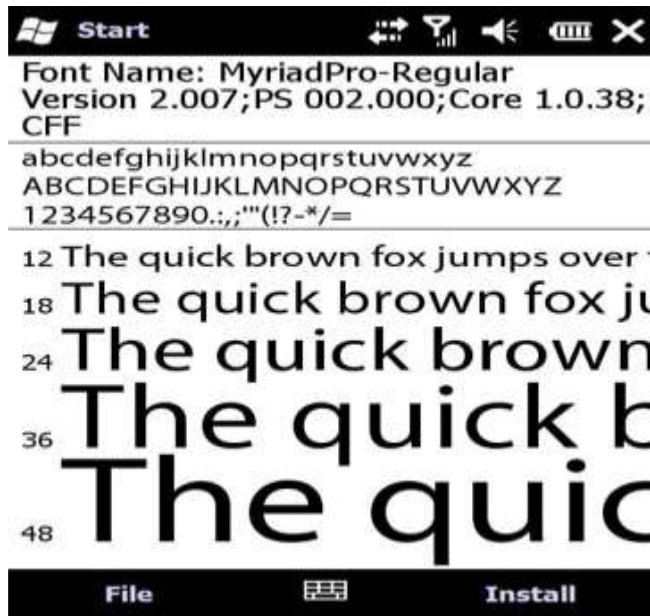 Start
Font Name: MyriadPro-Regular
Version 2.007;PS 002.000;Core 1.0.38;
CFF
abcdefghijklmnopqrstuvwxyz
ABCDEFGHIJKLMNOPQRSTUVWXYZ
1234567890.:,;'"(!?-*/=
12 The quick brown fox jumps over
18 The quick brown fox ju
24 The quick brown
36 The quick b
48 The quic
File Install